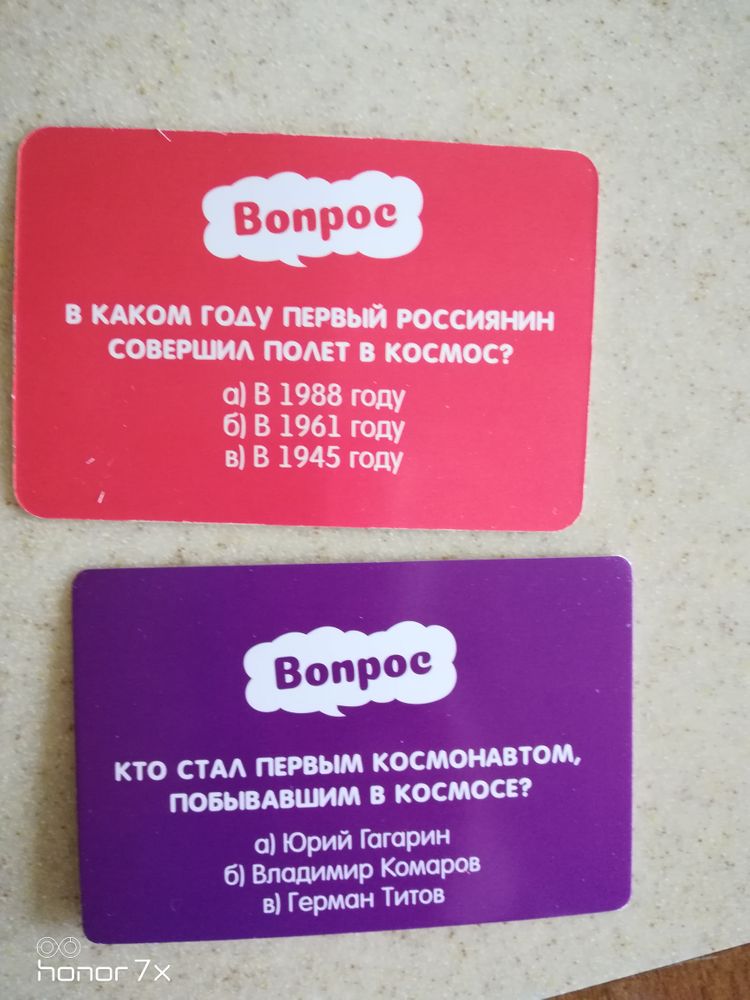 Вопрос
В КАКОМ ГОДУ ПЕРВЫЙ РОССИЯНИН
СОВЕРШИЛ ПОЛЕТ В КОСМОС?
а) В 1988 году
б) В 1961 году
в) В 1945 году
Вопрос
КТО СТАЛ ПЕРВЫМ КОСМОНАВТОМ,
ПОБЫВАВШИМ В КОСМОСЕ?
а) Юрий Гагарин
б) Владимир Комаров
в) Герман Титов
honor 7x